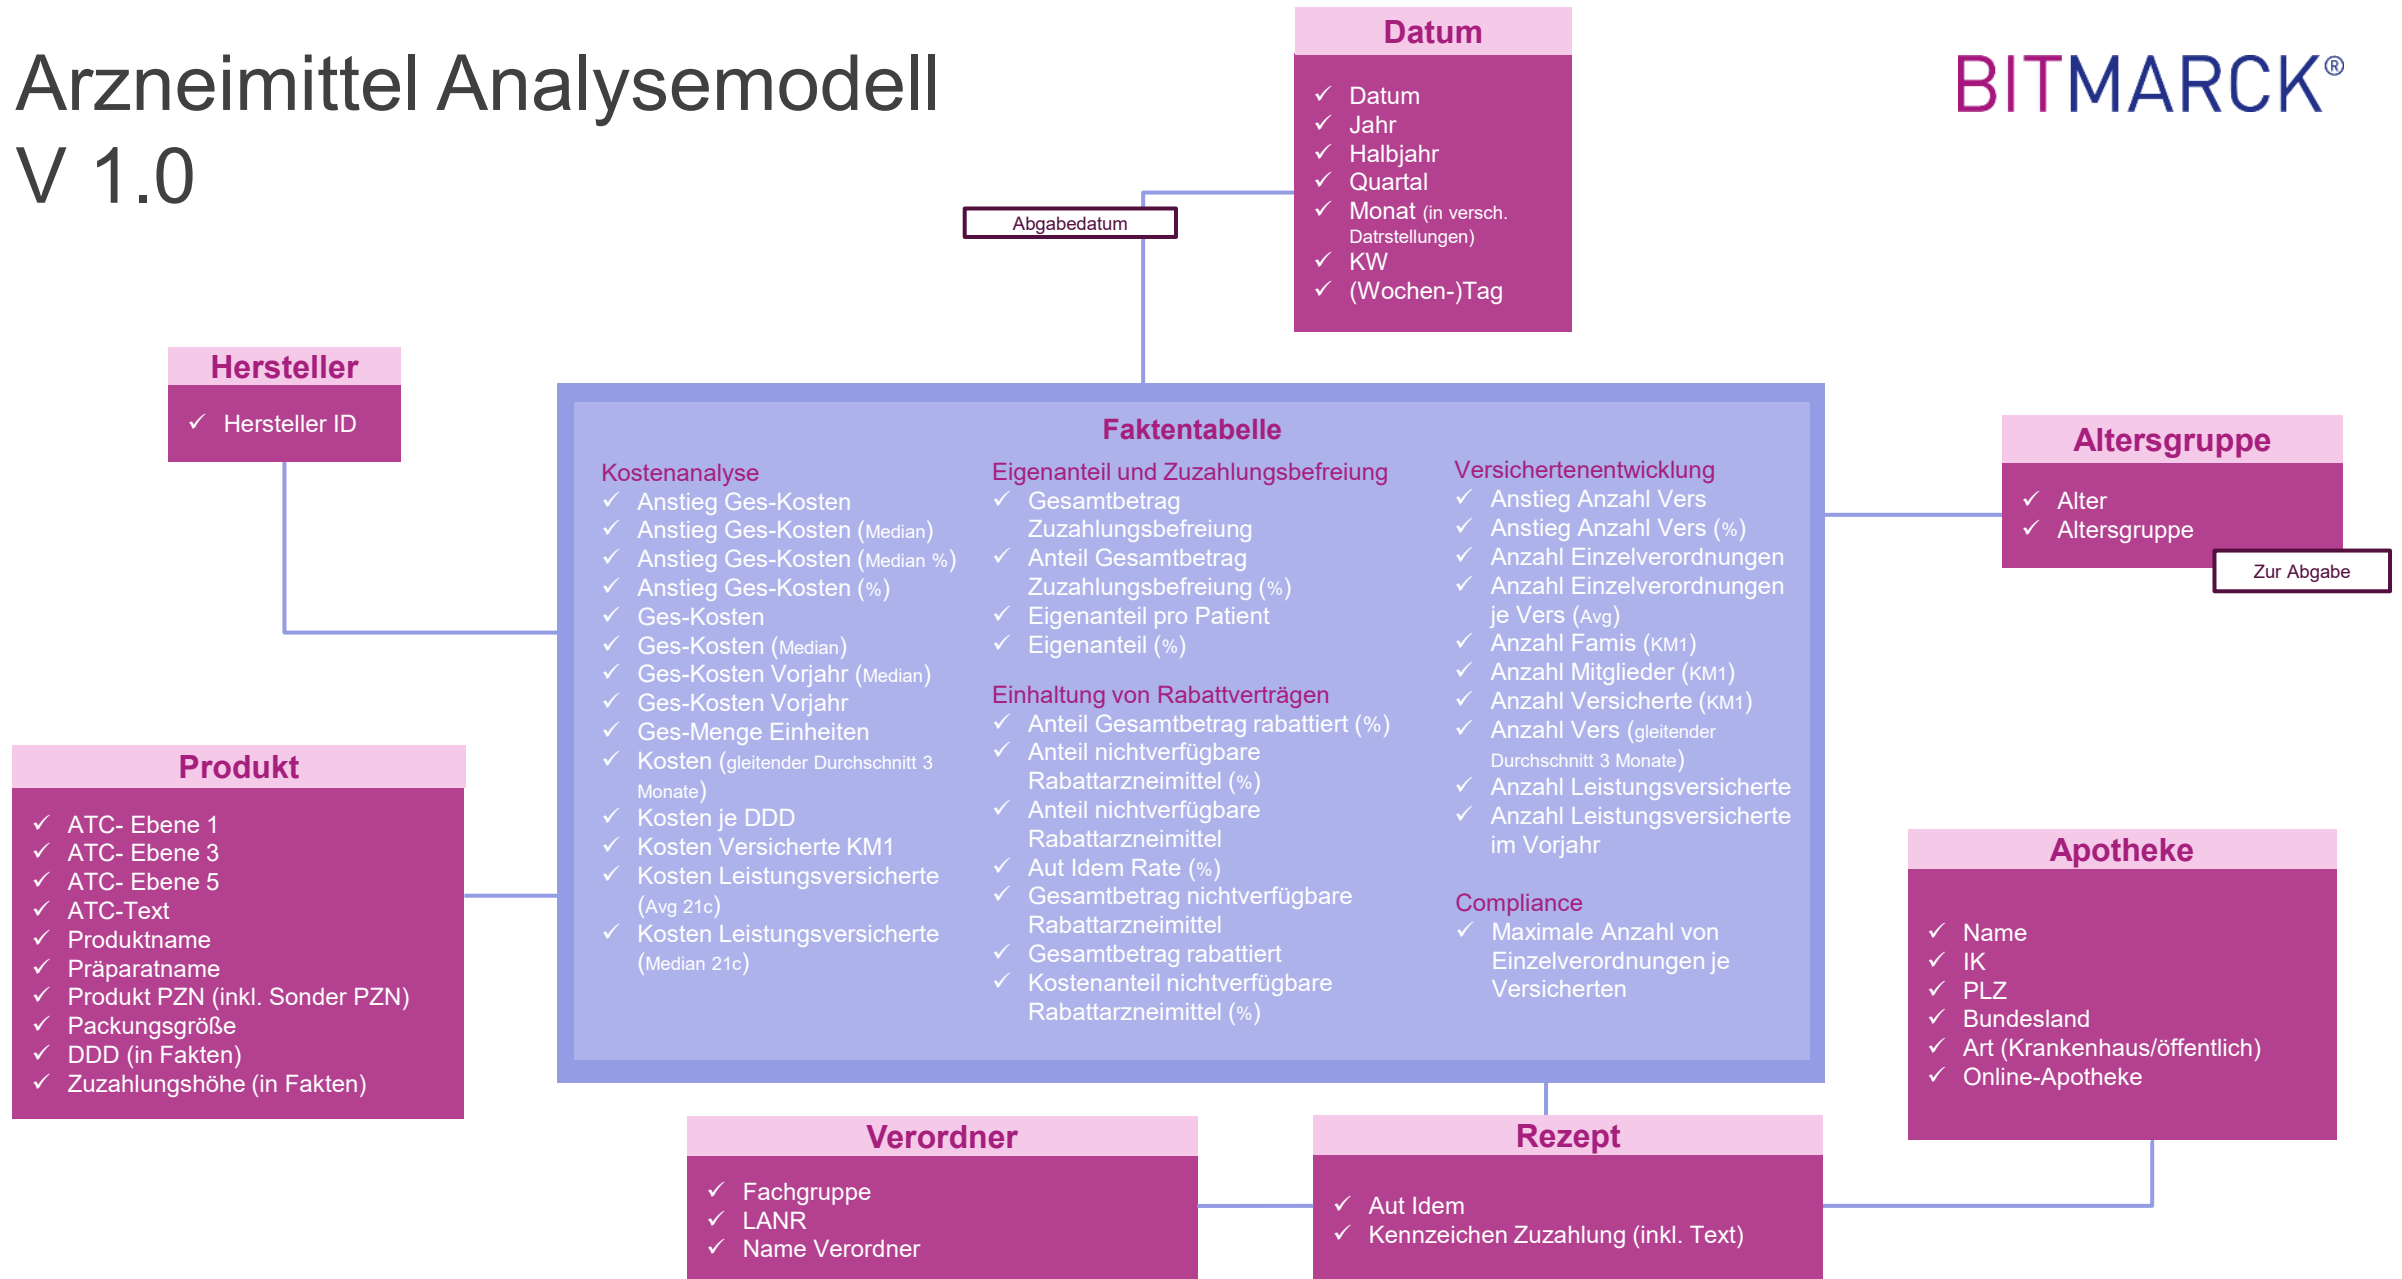 Arzneimittel Analysemodell
V 1.0
BITMARCK®
Datum
Datum
Jahr
Halbjahr
Quartal
Monat (in versch.
Datrstellungen)
KW
(Wochen-)Tag
Abgabedatum
Hersteller
Hersteller ID
Altersgruppe
Alter
Altersgruppe
Zur Abgabe
Faktentabelle
Kostenanalyse
Anstieg Ges-Kosten
Anstieg Ges-Kosten (Median)
Anstieg Ges-Kosten (Median %)
Anstieg Ges-Kosten (%)
Ges-Kosten
Ges-Kosten (Median)
Ges-Kosten Vorjahr (Median)
Ges-Kosten Vorjahr
Ges-Menge Einheiten
Kosten (gleitender Durchschnitt 3
Monate)
Kosten je DDD
Kosten Versicherte KM1
Kosten Leistungsversicherte
(Avg 21c)
Kosten Leistungsversicherte
(Median 21c)
Eigenanteil und Zuzahlungsbefreiung
Gesamtbetrag
Zuzahlungsbefreiung
Anteil Gesamtbetrag
Zuzahlungsbefreiung (%)
Eigenanteil pro Patient
Eigenanteil (%)
Einhaltung von Rabattverträgen
Anteil Gesamtbetrag rabattiert (%)
Anteil nichtverfügbare
Rabattarzneimittel (%)
Anteil nichtverfügbare
Rabattarzneimittel
Aut Idem Rate (%)
Gesamtbetrag nichtverfügbare
Rabattarzneimittel
Gesamtbetrag rabattiert
Kostenanteil nichtverfügbare
Rabattarzneimittel (%)
Versichertenentwicklung
Anstieg Anzahl Vers
Anstieg Anzahl Vers (%)
Anzahl Einzelverordnungen
Anzahl Einzelverordnungen
je Vers (Avg)
Anzahl Famis (KM1)
Anzahl Mitglieder (KM1)
Anzahl Versicherte (KM1)
Anzahl Vers (gleitender
Durchschnitt 3 Monate)
Anzahl Leistungsversicherte
Anzahl Leistungsversicherte
im Vorjahr
Compliance
Maximale Anzahl von
Einzelverordnungen je
Versicherten
Produkt
ATC- Ebene 1
ATC- Ebene 3
ATC- Ebene 5
ATC-Text
Produktname
Präparatname
Produkt PZN (inkl. Sonder PZN)
Packungsgröße
DDD (in Fakten)
Zuzahlungshöhe (in Fakten)
Apotheke
Name
IK
PLZ
Bundesland
Art (Krankenhaus/öffentlich)
Online-Apotheke
Verordner
Fachgruppe
LANR
Name Verordner
Rezept
Aut Idem
Kennzeichen Zuzahlung (inkl. Text)